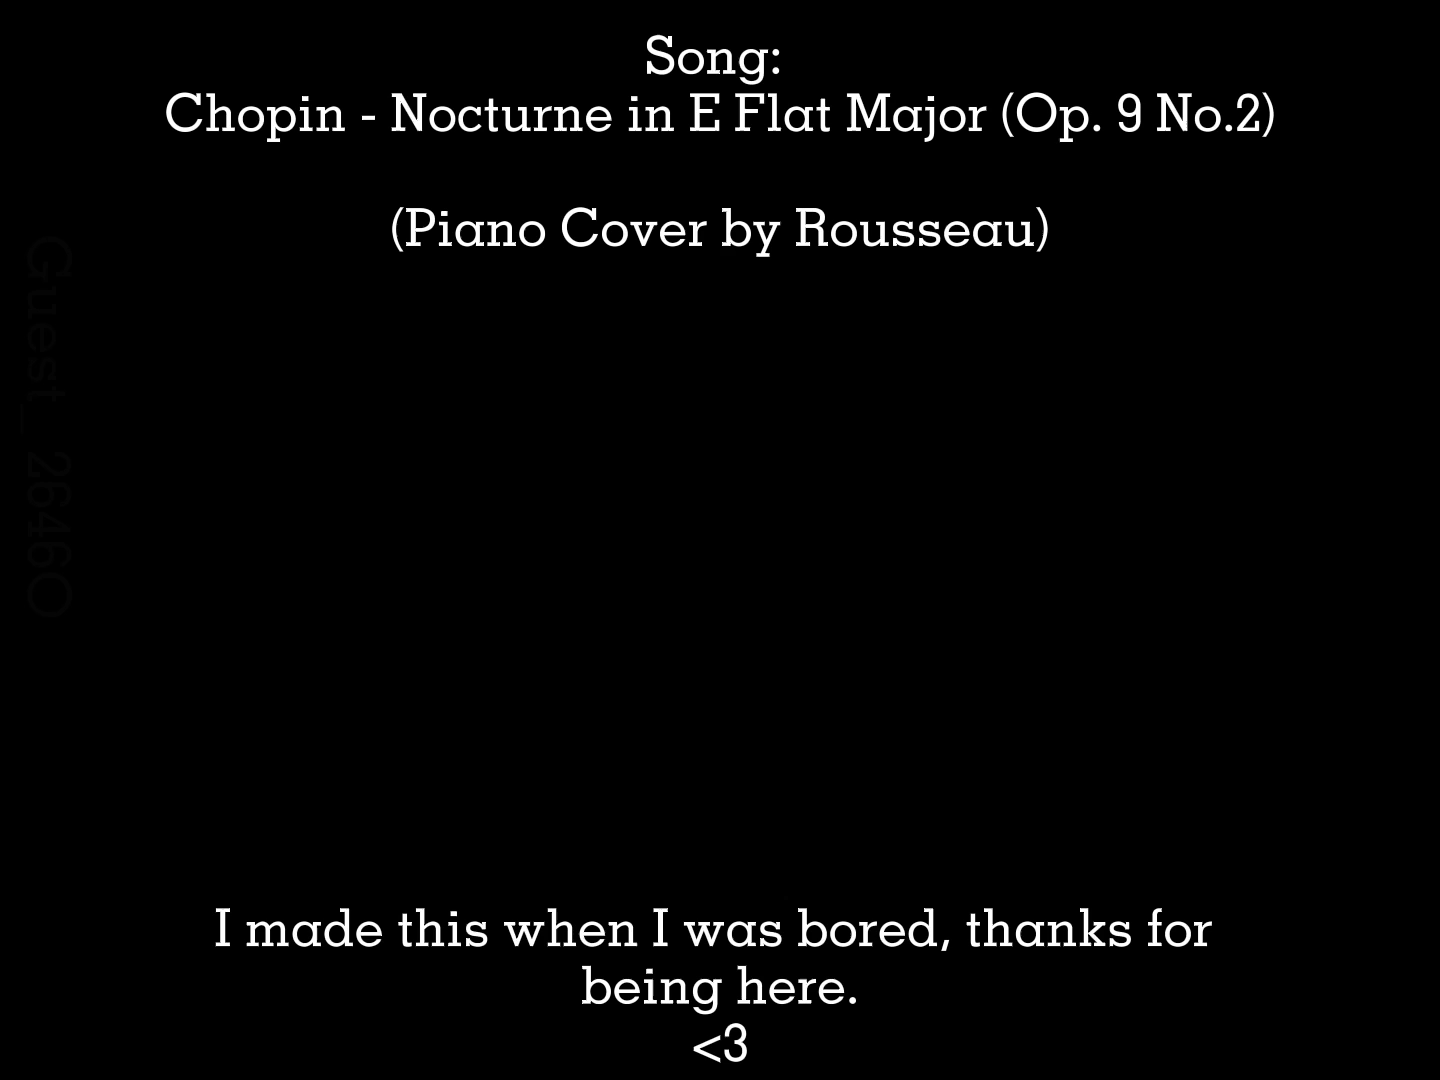 Song:
Chopin - Nocturne in E Flat Major (Op. 9 No.2)
(Piano Cover by Rousseau)
Guest_26460
I made this when I was bored, thanks for
being here.
<3